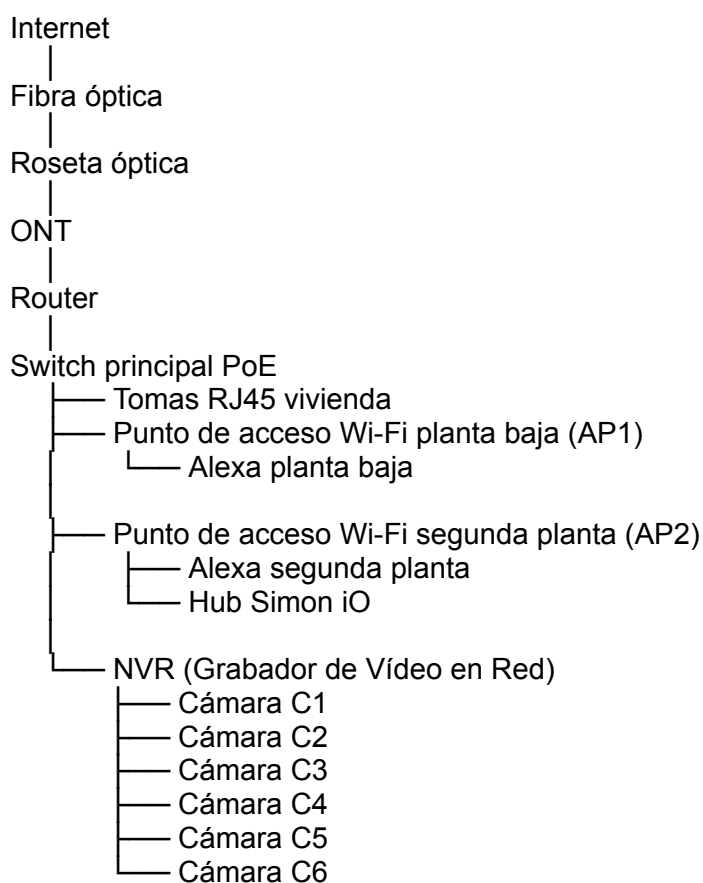 Internet
Fibra óptica
Roseta óptica
ONT
Router
Switch principal PoE
Tomas RJ45 vivienda
Punto de acceso Wi-Fi planta baja (AP1)
Alexa planta baja
Punto de acceso Wi-Fi segunda planta (AP2)
Alexa segunda planta
Hub Simon iO
NVR (Grabador de Vídeo en Red)
Cámara C1
Cámara C2
Cámara C3
Cámara C4
Cámara C5
Cámara C6